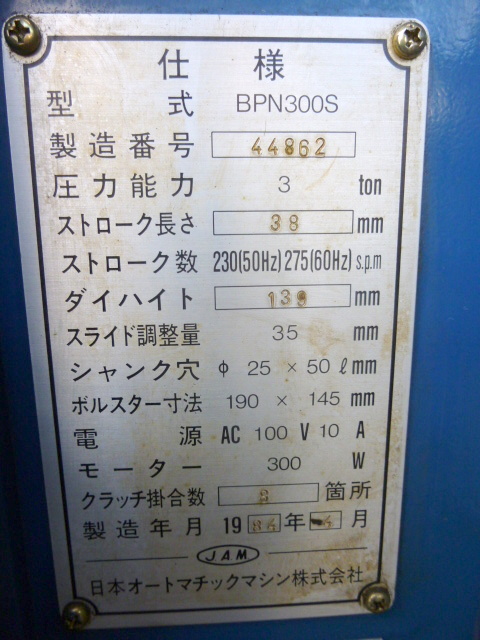 仕様
型式 BPN300S
製造番号 44862
圧力能力 3 ton
ストローク長さ 38 mm
ストローク数 230(50Hz) 275(60Hz) s.p.m
ダイハイト 139 mm
スライド調整量 35 mm
シャンク穴 φ 25 × 50 ℓ mm
ボルスター寸法 190 × 145 mm
電源 AC 100 V 10 A
モーター 300 W
クラッチ掛合数 箇所
製造年月 1984年 月
JAM
日本オートマチックマシン株式会社